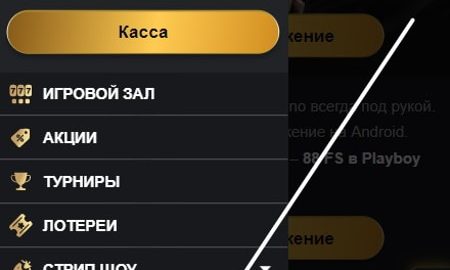 Касса
жение
777
ИГРОВОЙ ЗАЛ
по всегда под рукой.
АКЦИИ
жение на Android.
– 88 FS в Playboy
ТУРНИРЫ
ЛОТЕРЕИ
жение
СТРИП ШОУ